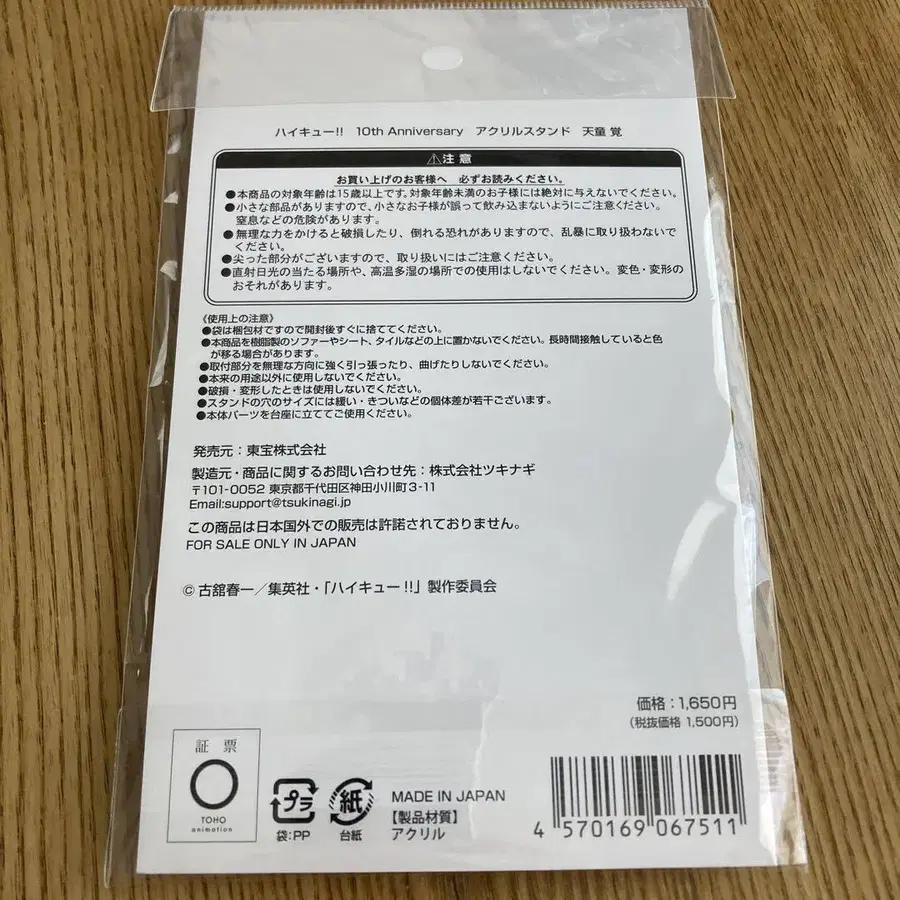 ハイキュー!! 10th Anniversary アクリルスタンド 天童 覚
⚠注 意
お買い上げのお客様へ 必ずお読みください。
●本商品の対象年齢は15歳以上です。対象年齢未満のお子様には絶対に与えないでください。
●小さな部品がありますので、小さなお子様が誤って飲み込まないようにご注意ください。
窒息などの危険があります。
●無理な力をかけると破損したり、倒れる恐れがありますので、乱暴に取り扱わないで
ください。
●尖った部分がございますので、取り扱いにはご注意ください。
●直射日光の当たる場所や、高温多湿の場所での使用はしないでください。変色・変形の
おそれがあります。
《使用上の注意》
●袋は梱包材ですので開封後すぐに捨ててください。
●本商品を樹脂製のソファーやシート、タイルなどの上に置かないでください。長時間接触していると色
が移る場合があります。
●取付部分を無理な方向に強く引っ張ったり、曲げたりしないでください。
●本来の用途以外に使用しないでください。
●破損・変形したときは使用しないでください。
●スタンドの穴のサイズには緩い・きついなどの個体差が若干ございます。
●本体パーツを台座に立ててご使用ください。
発売元：東宝株式会社
製造元・商品に関するお問い合わせ先：株式会社ツキナギ
〒101-0052 東京都千代田区神田小川町3-11
Email:support@tsukinagi.jp
この商品は日本国外での販売は許諾されておりません。
FOR SALE ONLY IN JAPAN
© 古舘春一／集英社・「ハイキュー!!」製作委員会
価格：1,650円
(税抜価格 1,500円)
証 票
TOHO
animation
プラ
袋:PP
紙
台紙
MADE IN JAPAN
【製品材質】
アクリル
4 570169 067511